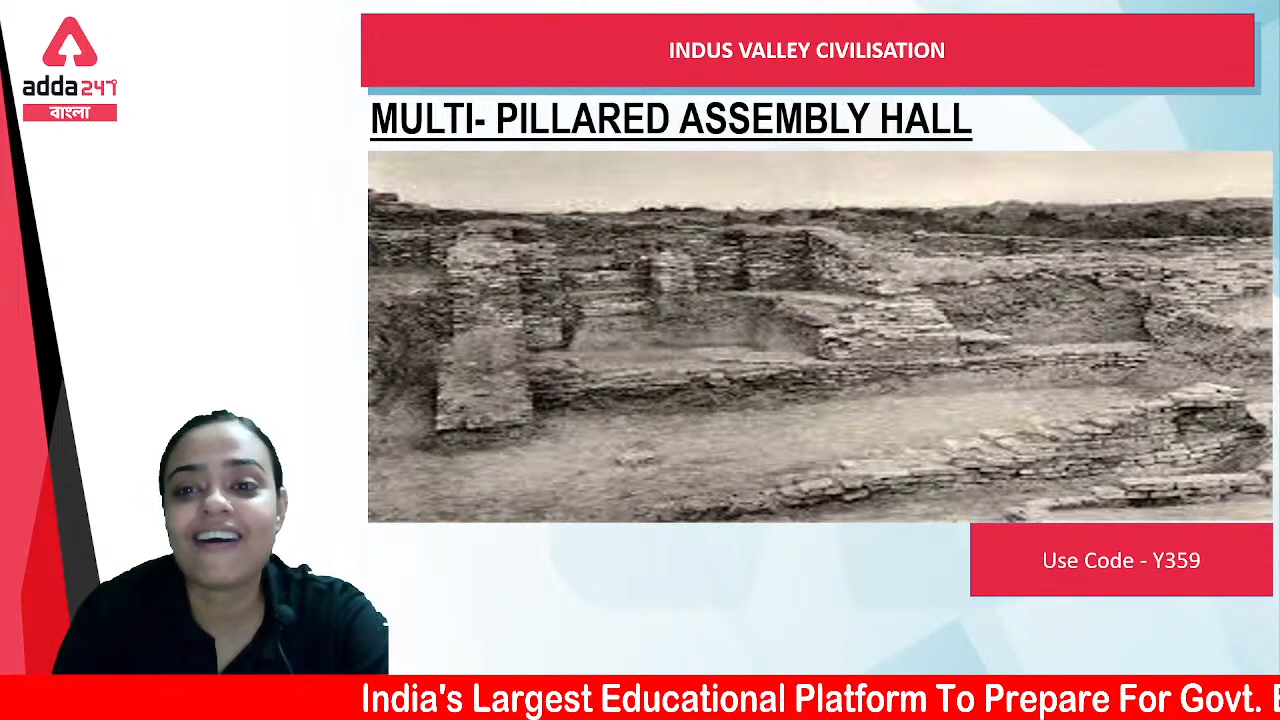 adda247
বাংলা
INDUS VALLEY CIVILISATION
MULTI- PILLARED ASSEMBLY HALL
Use Code - Y359
India's Largest Educational Platform To Prepare For Govt. E